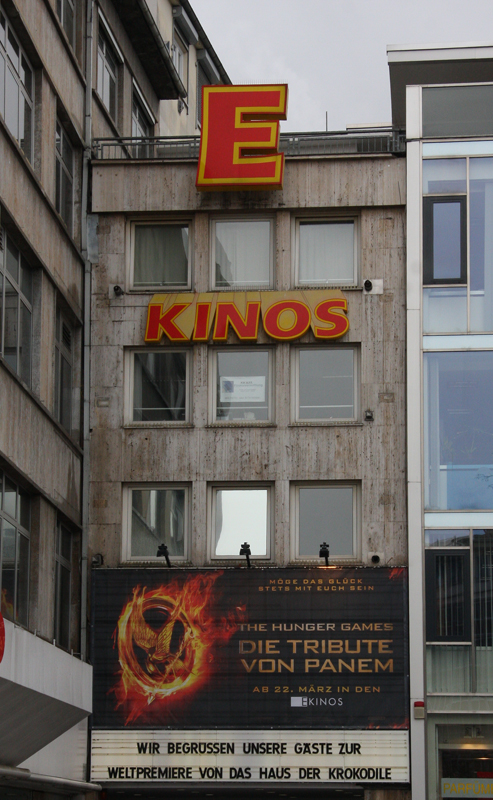 E
KINOS
MÖGE DAS GLÜCK
STETS MIT EUCH SEIN
THE HUNGER GAMES
DIE TRIBUTE
VON PANEM
AB 22. MÄRZ IN DEN
E KINOS
WIR BEGRÜSSEN UNSERE GÄSTE ZUR
WELTPREMIERE VON DAS HAUS DER KROKODILE